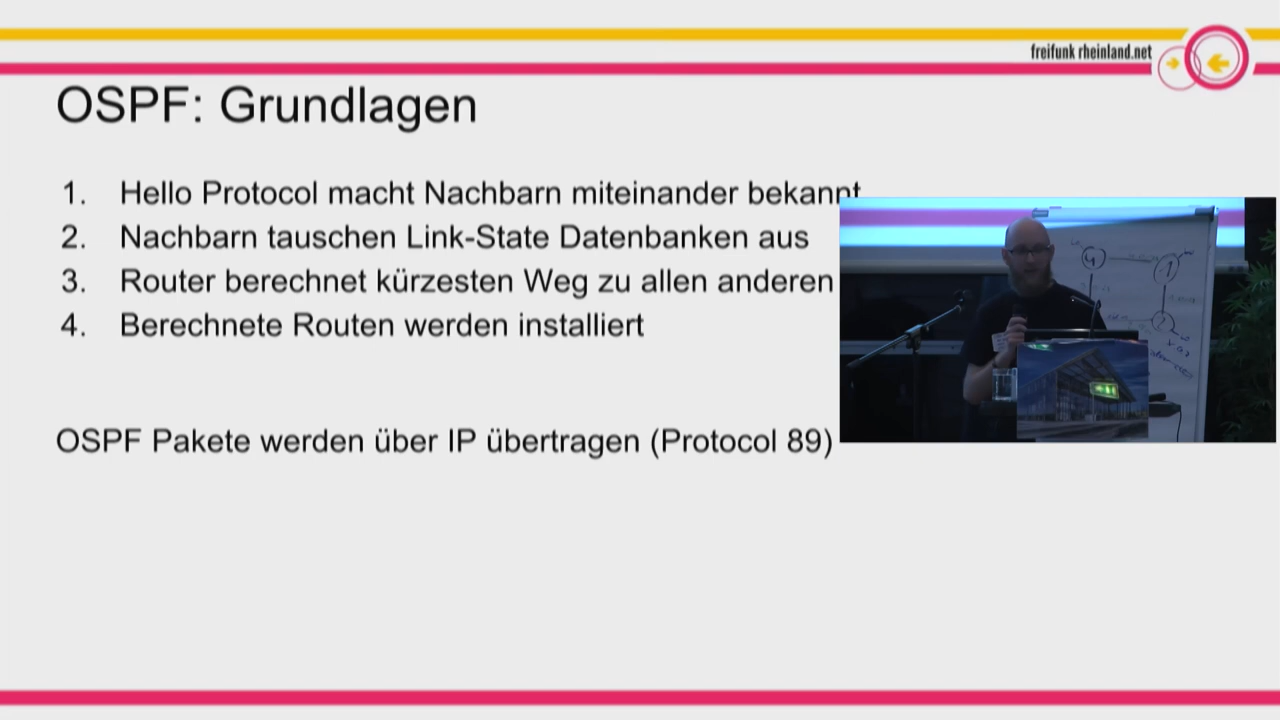 freifunk rheinland.net
OSPF: Grundlagen
1. Hello Protocol macht Nachbarn miteinander bekannt
2. Nachbarn tauschen Link-State Datenbanken aus
3. Router berechnet kürzesten Weg zu allen anderen
4. Berechnete Routen werden installiert
OSPF Pakete werden über IP übertragen (Protocol 89)